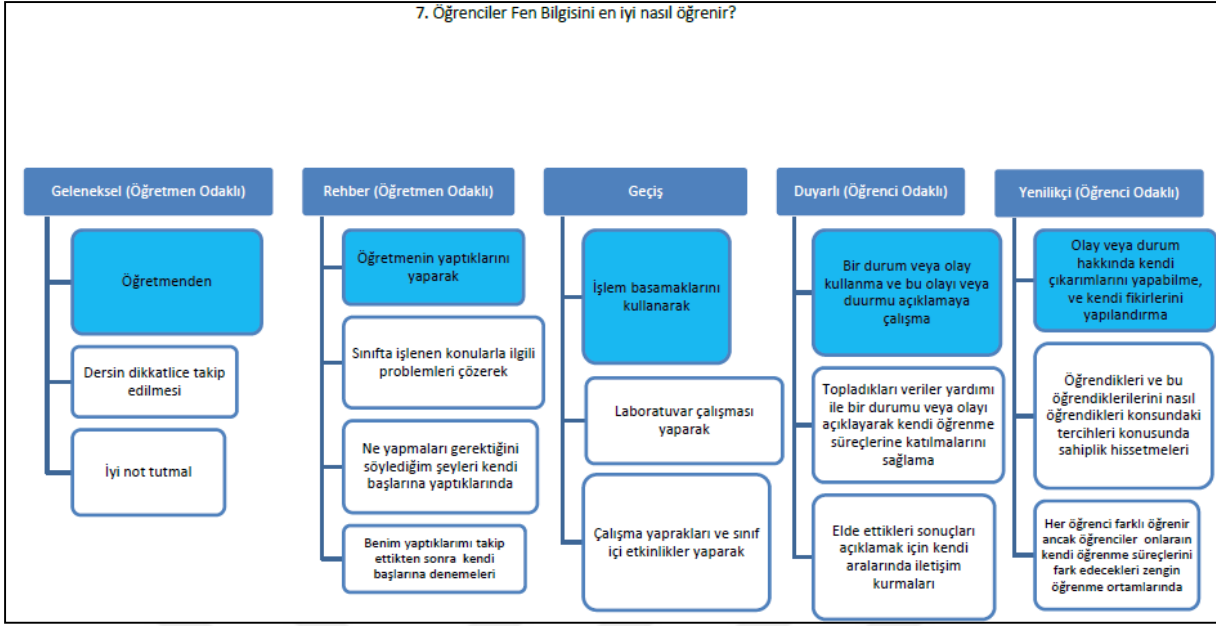 7. Öğrenciler Fen Bilgisini en iyi nasıl öğrenir?
Geleneksel (Öğretmen Odaklı)
Öğretmenden
Dersin dikkatlice takip
edilmesi
İyi not tutmal
Rehber (Öğretmen Odaklı)
Öğretmenin yaptıklarını
yaparak
Sınıfta işlenen konularla ilgili
problemleri çözerek
Ne yapmaları gerektiğini
söylediğim şeyleri kendi
başlarına yaptıklarında
Benim yaptıklarımı takip
ettikten sonra kendi
başlarına denemeleri
Geçiş
İşlem basamaklarını
kullanarak
Laboratuvar çalışması
yaparak
Çalışma yaprakları ve sınıf
içi etkinlikler yaparak
Duyarlı (Öğrenci Odaklı)
Bir durum veya olay
kullanma ve bu olayı veya
duurmu açıklamaya
çalışma
Topladıkları veriler yardımı
ile bir durumu veya olayı
açıklayarak kendi öğrenme
süreçlerine katılmalarını
sağlama
Elde ettikleri sonuçları
açıklamak için kendi
aralarında iletişim
kurmaları
Yenilikçi (Öğrenci Odaklı)
Olay veya durum
hakkında kendi
çıkarımlarını yapabilme,
ve kendi fikirlerini
yapılandırma
Öğrendikleri ve bu
öğrendiklerilerini nasıl
öğrendikleri konsundaki
tercihleri konusunda
sahiplik hissetmeleri
Her öğrenci farklı öğrenir
ancak öğrenciler onlaraın
kendi öğrenme süreçlerini
fark edecekleri zengin
öğrenme ortamlarında